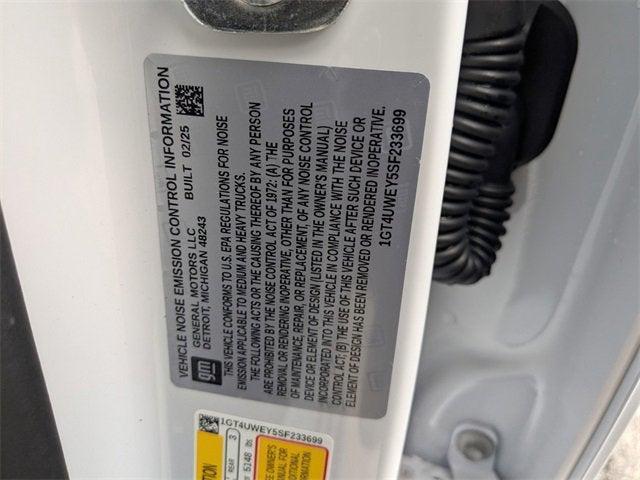 VEHICLE NOISE EMISSION CONTROL INFORMATION
BUILT 02/25
gm
GENERAL MOTORS LLC
DETROIT, MICHIGAN 48243
THIS VEHICLE CONFORMS TO U.S. EPA REGULATIONS FOR NOISE
EMISSION APPLICABLE TO MEDIUM AND HEAVY TRUCKS.
THE FOLLOWING ACTS OR THE CAUSING THEREOF BY ANY PERSON
ARE PROHIBITED BY THE NOISE CONTROL ACT OF 1972: (A) THE
REMOVAL OR RENDERING INOPERATIVE, OTHER THAN FOR PURPOSES
OF MAINTENANCE, REPAIR, OR REPLACEMENT, OF ANY NOISE CONTROL
DEVICE OR ELEMENT OF DESIGN (LISTED IN THE OWNER'S MANUAL)
INCORPORATED INTO THIS VEHICLE IN COMPLIANCE WITH THE NOISE
CONTROL ACT; (B) THE USE OF THIS VEHICLE AFTER SUCH DEVICE OR
ELEMENT OF DESIGN HAS BEEN REMOVED OR RENDERED INOPERATIVE.
1GT4UWEY5SF233699
1GT4UWEY5SF233699
REAR 3
5148 lbs